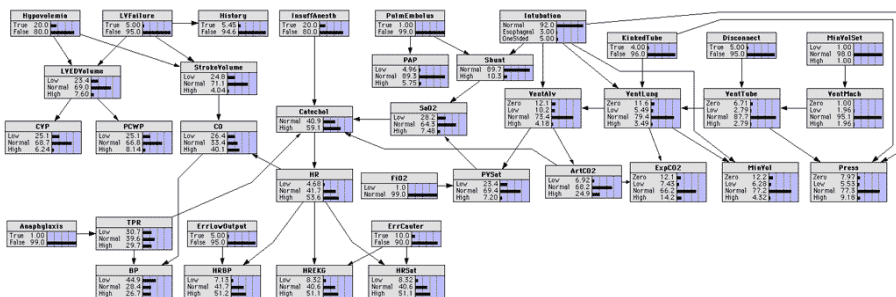 Hypovolemia
True 20.0
False 80.0
LVFailure
True 5.00
False 95.0
History
True 5.45
False 94.6
InsuffAnesth
True 20.0
False 80.0
PulmEmbolus
True 1.00
False 99.0
Intubation
Normal 92.0
Esophageal 3.00
OneSided 5.00
KinkedTube
True 4.00
False 96.0
Disconnect
True 5.00
False 95.0
MinVolSet
Low 1.00
Normal 98.0
High 1.00
LVEDVolume
Low 23.4
Normal 69.0
High 7.60
StrokeVolume
Low 24.8
Normal 71.1
High 4.04
PAP
Low 4.96
Normal 89.3
High 5.75
Shunt
Normal 89.7
High 10.3
VentAlv
Zero 12.1
Low 10.2
Normal 73.4
High 4.18
VentLung
Zero 11.6
Low 5.49
Normal 79.4
High 3.49
VentTube
Zero 6.71
Low 2.79
Normal 87.7
High 2.79
VentMach
Zero 1.00
Low 1.96
Normal 95.1
High 1.96
CVP
Low 25.1
Normal 68.7
High 6.24
PCWP
Low 25.1
Normal 66.8
High 8.14
CO
Low 26.4
Normal 33.4
High 40.1
Catechol
Normal 40.9
High 59.1
SaO2
Low 28.2
Normal 64.3
High 7.48
HR
Low 4.68
Normal 41.7
High 53.6
FiO2
Low 1.0
Normal 99.0
PVSat
Low 23.4
Normal 69.4
High 7.20
ArtCO2
Low 6.92
Normal 68.2
High 24.9
ExpCO2
Zero 12.1
Low 7.43
Normal 66.2
High 14.2
MinVol
Zero 12.2
Low 6.28
Normal 77.2
High 4.32
Press
Zero 7.97
Low 5.53
Normal 77.3
High 9.18
Anaphylaxis
True 1.00
False 99.0
TPR
Low 30.7
Normal 39.6
High 29.7
ErrLowOutput
True 5.00
False 95.0
ErrCauter
True 10.0
False 90.0
BP
Low 44.9
Normal 28.4
High 26.7
HRBP
Low 7.13
Normal 41.7
High 51.2
HREKG
Low 8.32
Normal 40.6
High 51.1
HRSat
Low 8.32
Normal 40.6
High 51.1